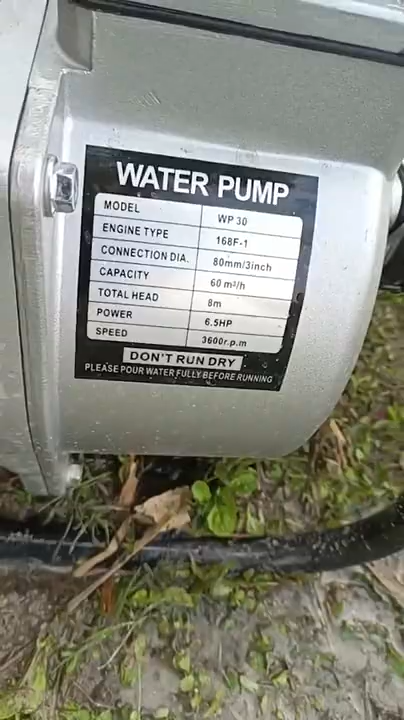 WATER PUMP
MODEL WP 30
ENGINE TYPE 168F-1
CONNECTION DIA. 80mm/3inch
CAPACITY 60 m³/h
TOTAL HEAD 8m
POWER 6.5HP
SPEED 3600r.p.m
DON'T RUN DRY
PLEASE POUR WATER FULLY BEFORE RUNNING